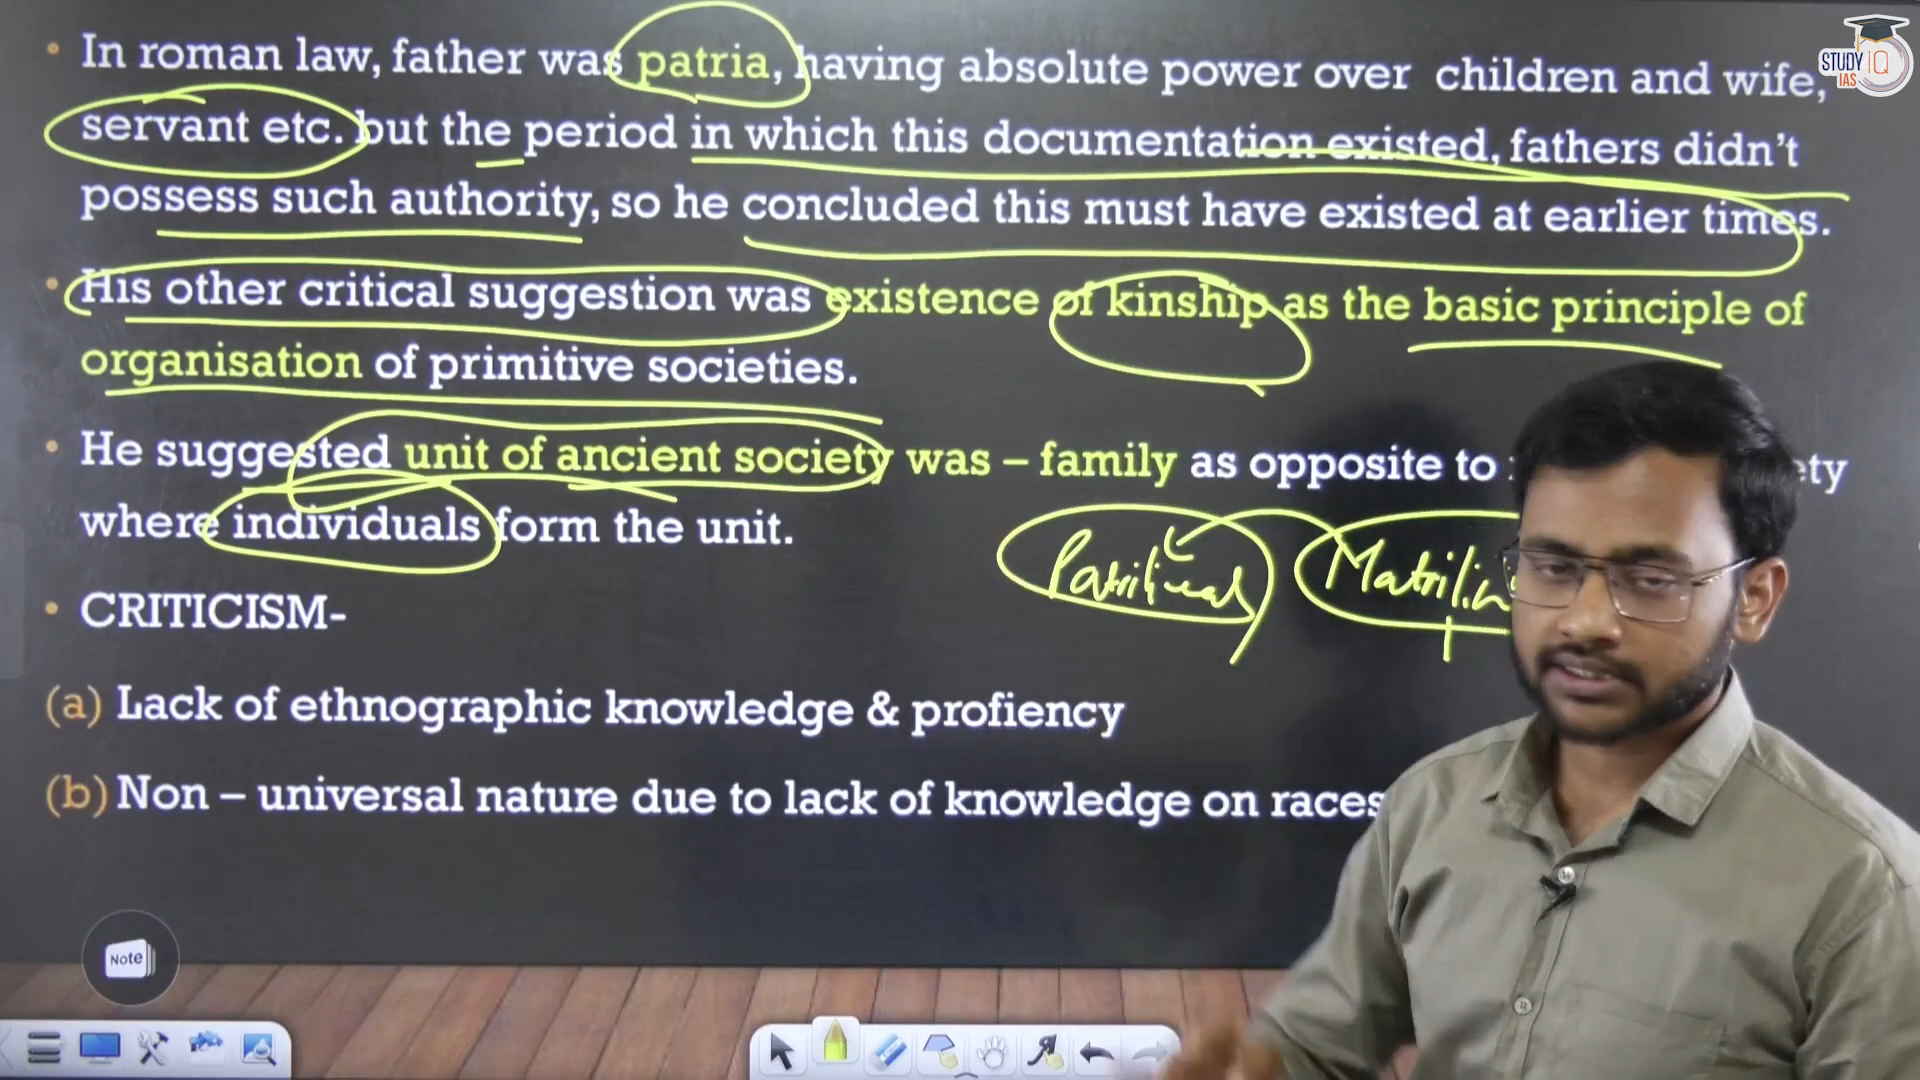 In roman law, father was patria, having absolute power over children and wife,
servant etc. but the period in which this documentation existed, fathers didn't
possess such authority, so he concluded this must have existed at earlier times.
His other critical suggestion was existence of kinship as the basic principle of
organisation of primitive societies.
He suggested unit of ancient society was – family as opposite to
where individuals form the unit.
Patrilineal
CRITICISM-
(a) Lack of ethnographic knowledge & profiency
(b) Non – universal nature due to lack of knowledge on races
Note
STUDY IQ
IAS